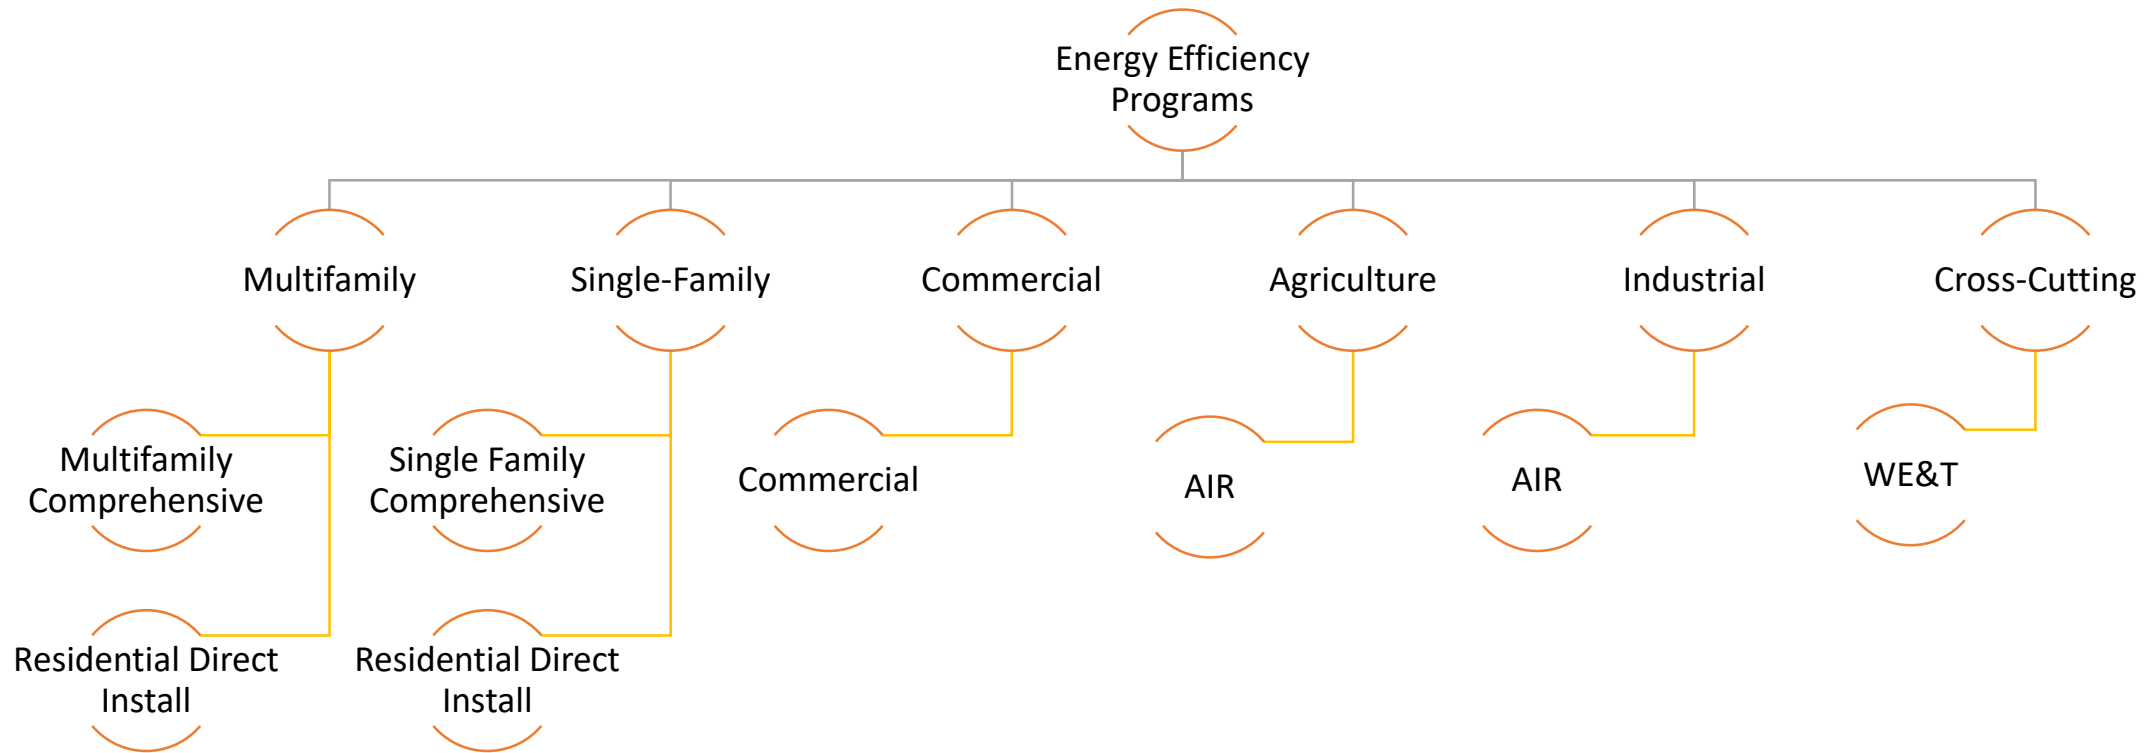 Energy Efficiency
Programs
Multifamily
Single-Family
Commercial
Agriculture
Industrial
Cross-Cutting
Multifamily
Comprehensive
Single Family
Comprehensive
Commercial
AIR
AIR
WE&T
Residential Direct
Install
Residential Direct
Install